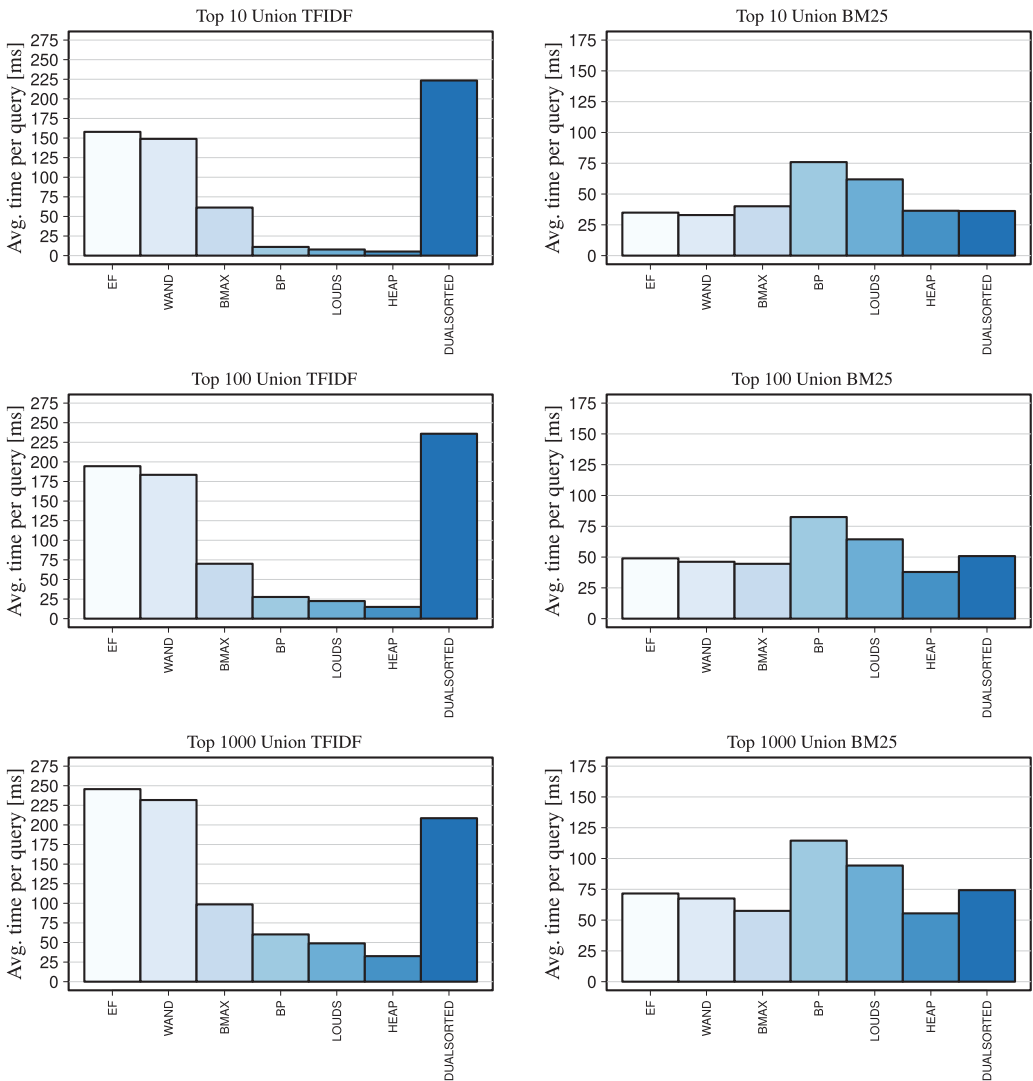 Top 10 Union TFIDF
Avg. time per query [ms]
275
250
225
200
175
150
125
100
75
50
25
0
EF
WAND
BMAX
BP
LOUDS
HEAP
DUALSORTED
Top 10 Union BM25
Avg. time per query [ms]
175
150
125
100
75
50
25
0
EF
WAND
BMAX
BP
LOUDS
HEAP
DUALSORTED
Top 100 Union TFIDF
Avg. time per query [ms]
275
250
225
200
175
150
125
100
75
50
25
0
EF
WAND
BMAX
BP
LOUDS
HEAP
DUALSORTED
Top 100 Union BM25
Avg. time per query [ms]
175
150
125
100
75
50
25
0
EF
WAND
BMAX
BP
LOUDS
HEAP
DUALSORTED
Top 1000 Union TFIDF
Avg. time per query [ms]
275
250
225
200
175
150
125
100
75
50
25
0
EF
WAND
BMAX
BP
LOUDS
HEAP
DUALSORTED
Top 1000 Union BM25
Avg. time per query [ms]
175
150
125
100
75
50
25
0
EF
WAND
BMAX
BP
LOUDS
HEAP
DUALSORTED